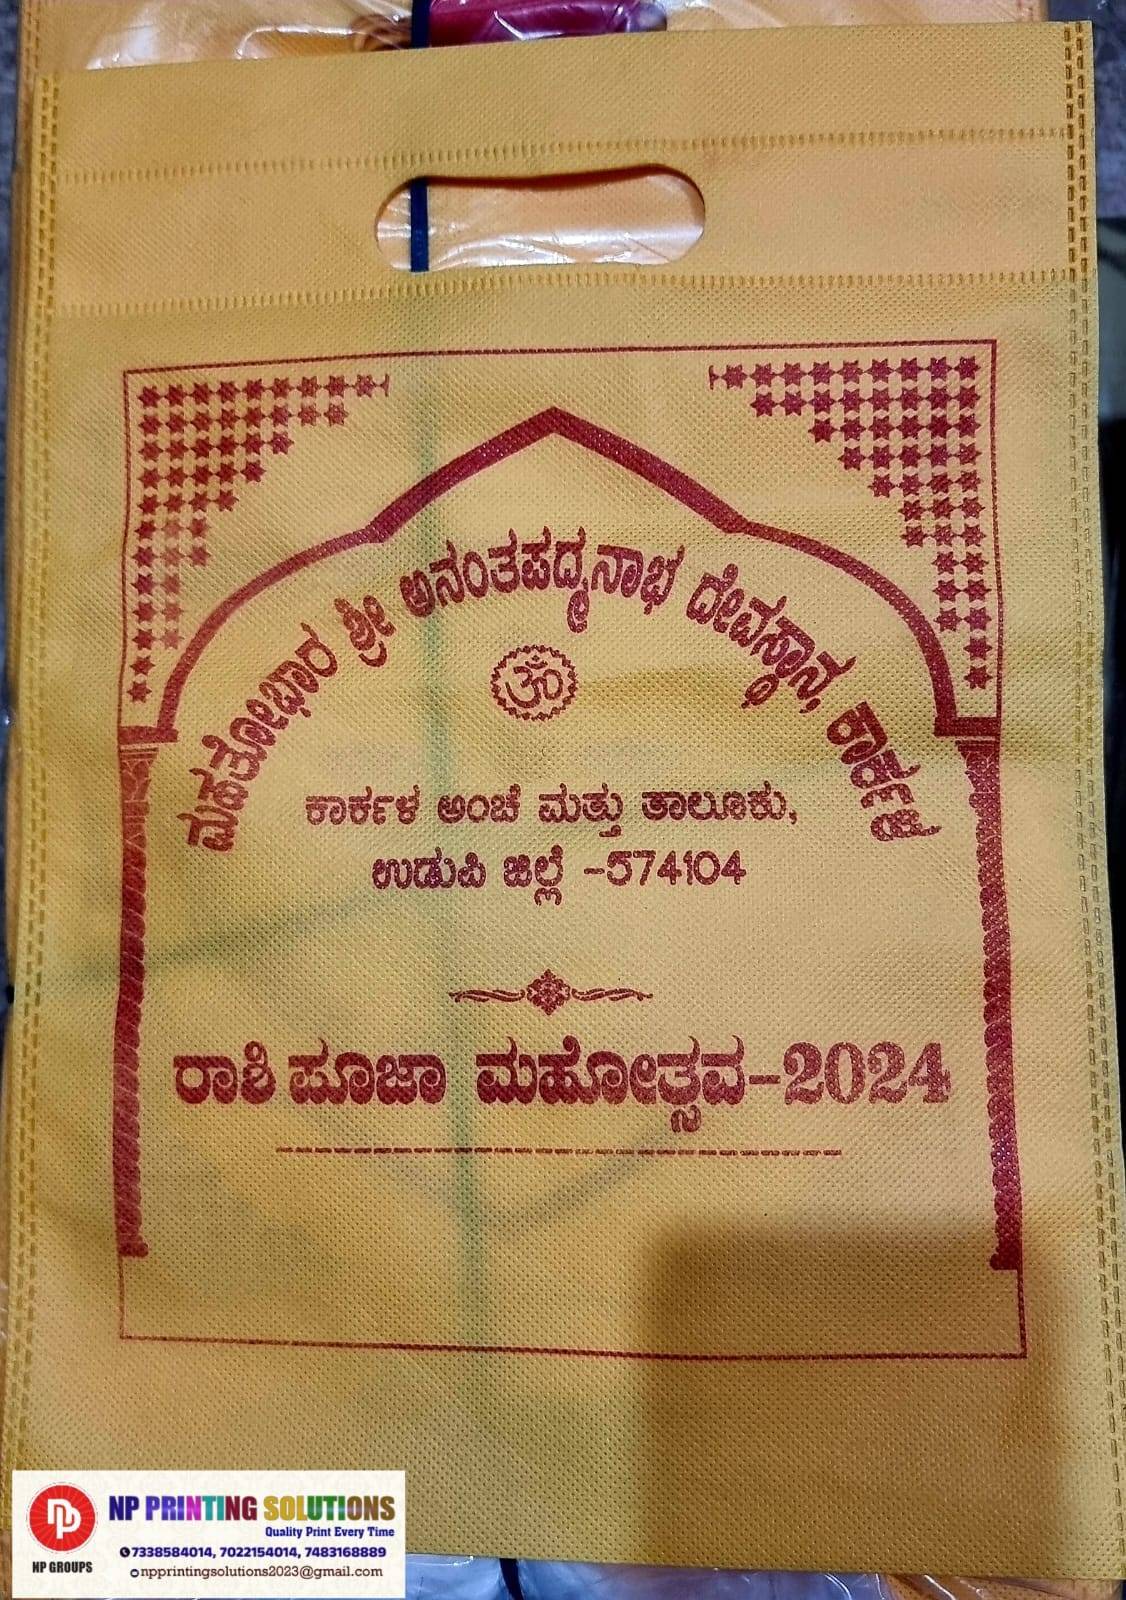 ಮಹತೋಭಾರ ಶ್ರೀ ಅನಂತಪದ್ಮನಾಭ ದೇವಸ್ಥಾನ, ಕಾರ್ಕಳ
ॐ
ಕಾರ್ಕಳ ಅಂಚೆ ಮತ್ತು ತಾಲೂಕು,
ಉಡುಪಿ ಜಿಲ್ಲೆ -574104
ರಾಶಿ ಪೂಜಾ ಮಹೋತ್ಸವ-2024
NP PRINTING SOLUTIONS
Quality Print Every Time
NP GROUPS
7338584014, 7022154014, 7483168889
npprintingsolutions2023@gmail.com